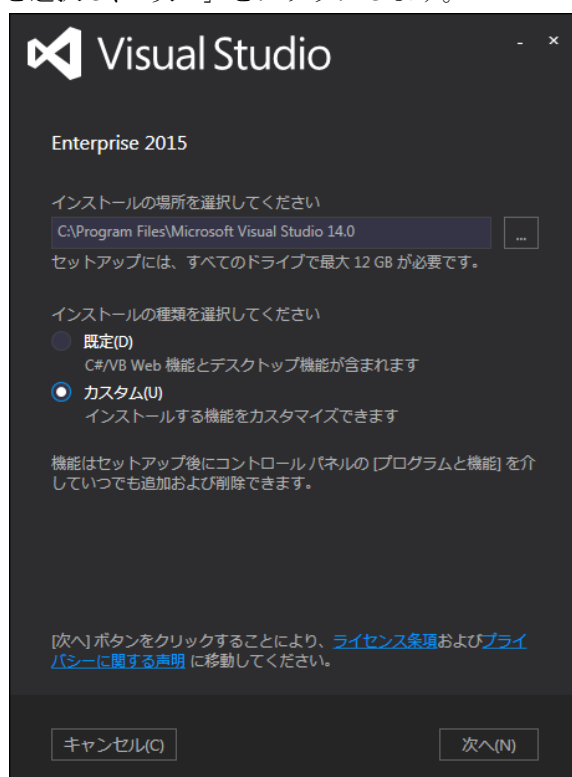 を選択し、「次へ」をクリックします。
Visual Studio
Enterprise 2015
インストールの場所を選択してください
C:\Program Files\Microsoft Visual Studio 14.0
...
セットアップには、すべてのドライブで最大 12 GB が必要です。
インストールの種類を選択してください
既定(D)
C#/VB Web 機能とデスクトップ機能が含まれます
カスタム(U)
インストールする機能をカスタマイズできます
機能はセットアップ後にコントロール パネルの [プログラムと機能] を介
していつでも追加および削除できます。
[次へ] ボタンをクリックすることにより、ライセンス条項およびプライ
バシーに関する声明 に移動してください。
キャンセル(C)
次へ(N)